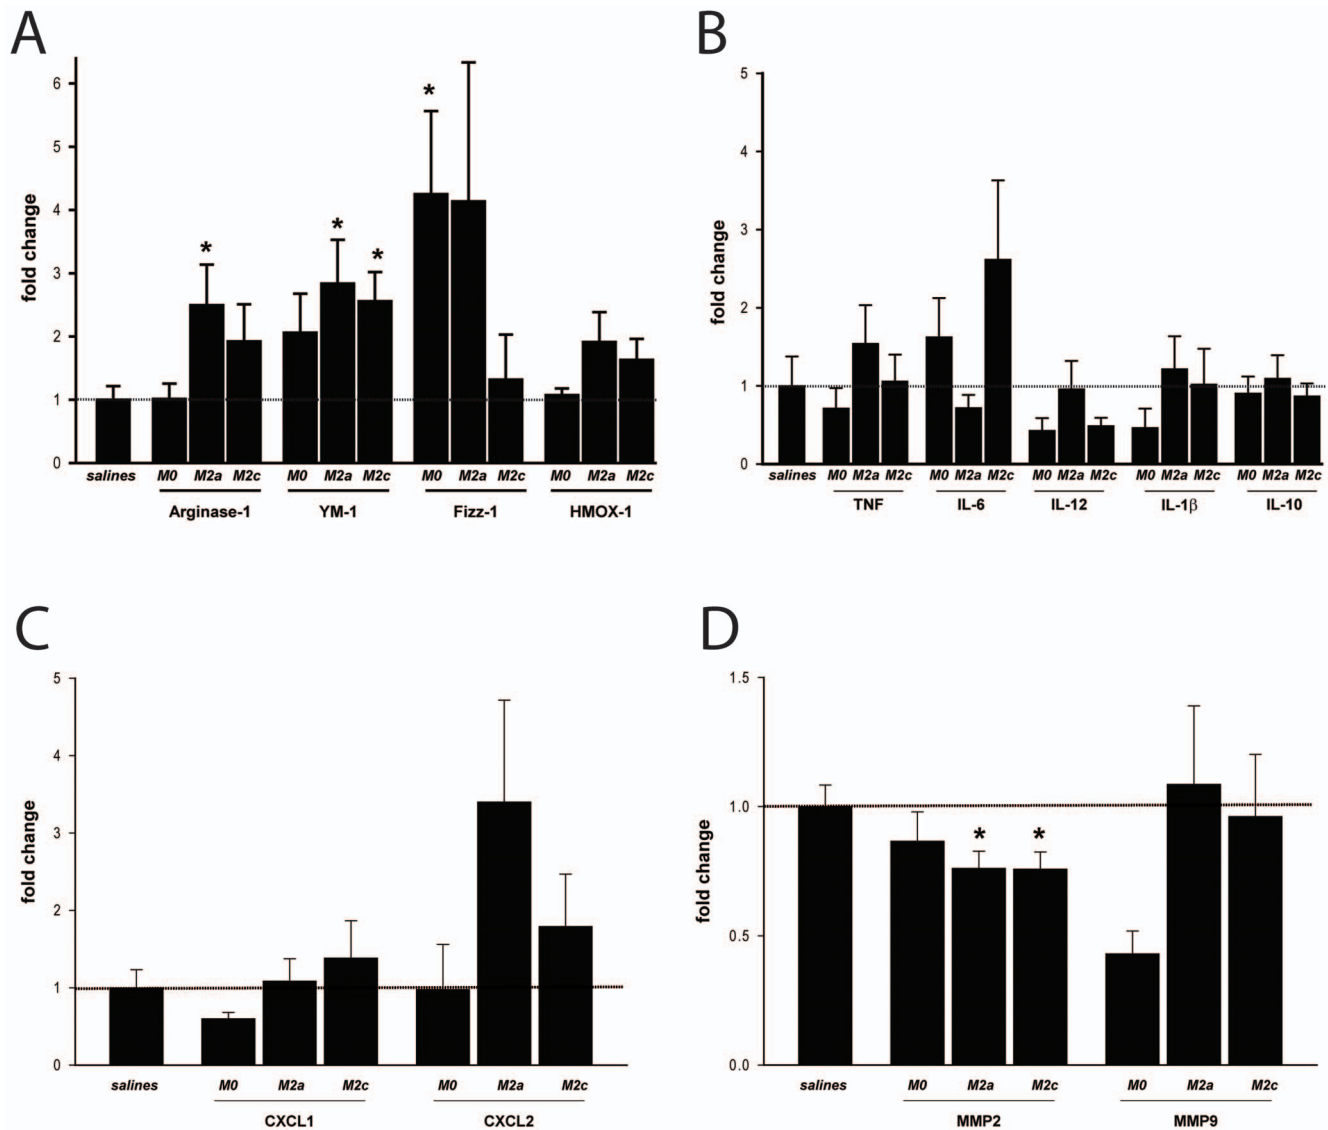 A
fold change
6
5
4
3
2
1
0
*
*
*
*
salines M0 M2a M2c M0 M2a M2c M0 M2a M2c M0 M2a M2c
Arginase-1 YM-1 Fizz-1 HMOX-1
B
fold change
5
4
3
2
1
0
salines M0 M2a M2c M0 M2a M2c M0 M2a M2c M0 M2a M2c M0 M2a M2c
TNF IL-6 IL-12 IL-1β IL-10
C
fold change
5
4
3
2
1
0
salines M0 M2a M2c M0 M2a M2c
CXCL1 CXCL2
D
fold change
1.5
1.0
0.5
0.0
* *
salines M0 M2a M2c M0 M2a M2c
MMP2 MMP9